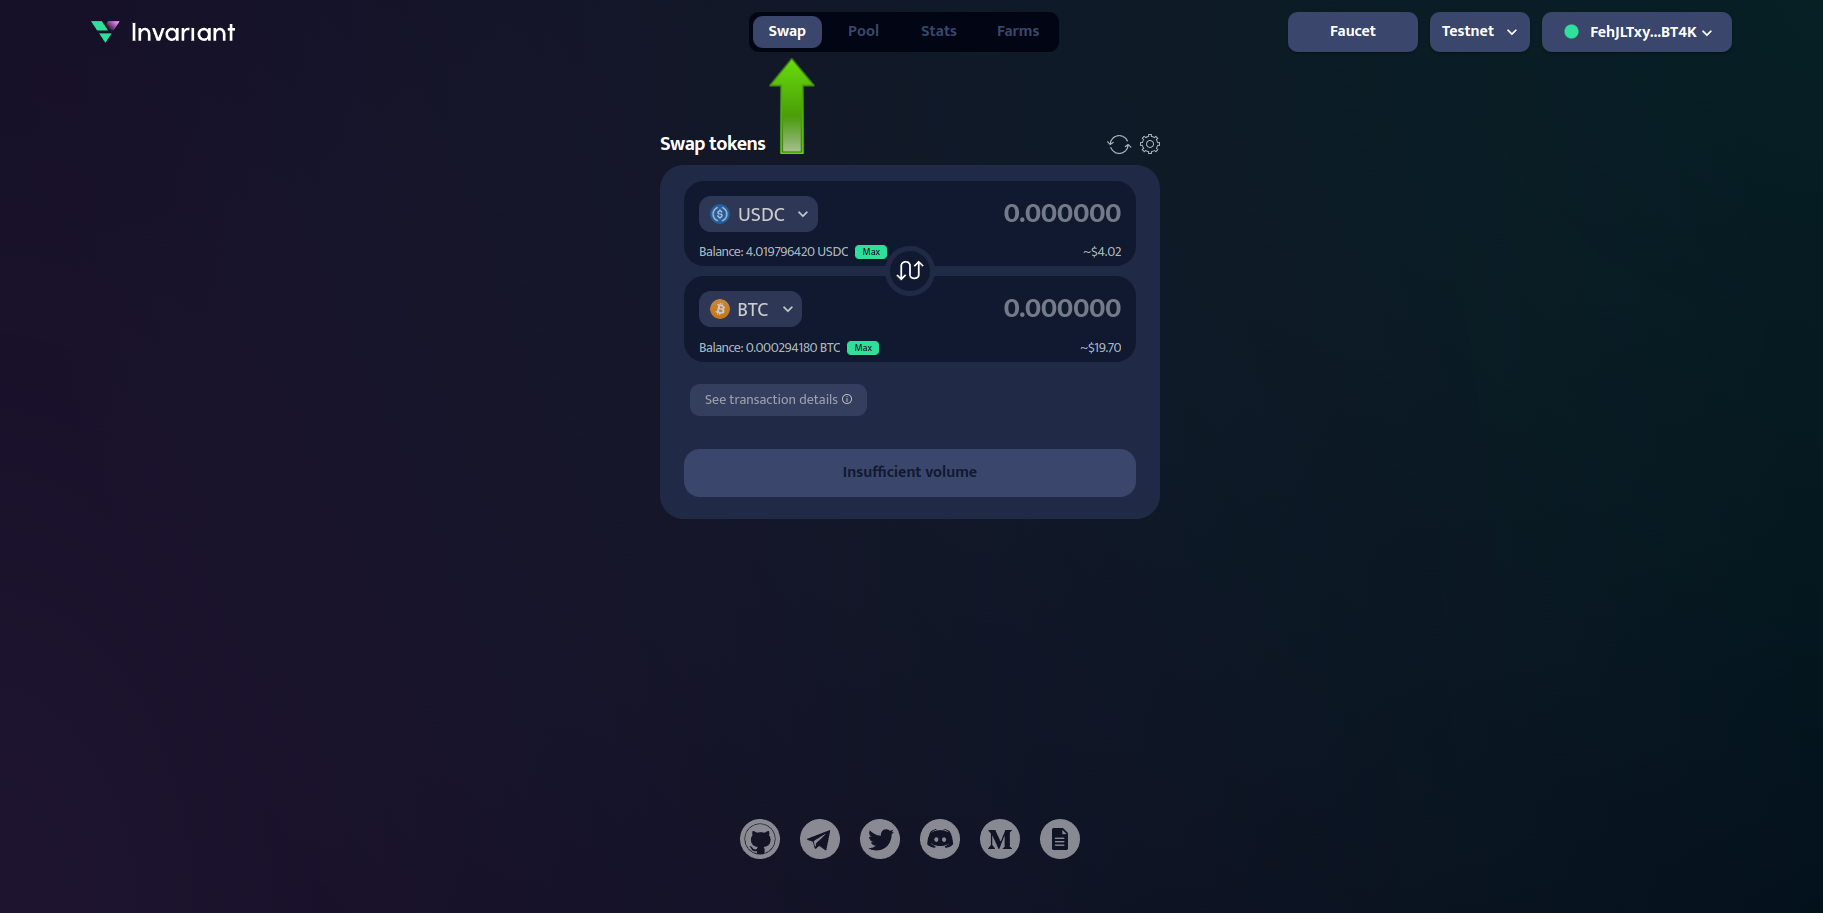 Invariant
Swap Pool Stats Farms
Faucet
Testnet
FehJLTxy...BT4K
Swap tokens
USDC
0.000000
Balance: 4.019796420 USDC
Max
~$4.02
BTC
0.000000
Balance: 0.000294180 BTC
Max
~$19.70
See transaction details
Insufficient volume
M